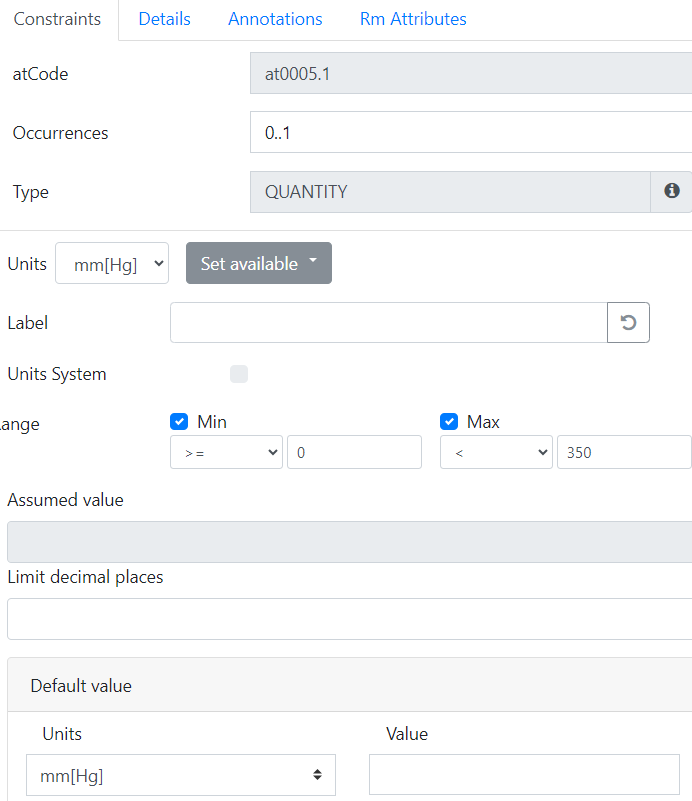 Constraints Details Annotations Rm Attributes
atCode at0005.1
Occurrences 0..1
Type QUANTITY
Units mm[Hg] Set available
Label
Units System
ange Min Max
>= 0 < 350
Assumed value
Limit decimal places
Default value
Units Value
mm[Hg]